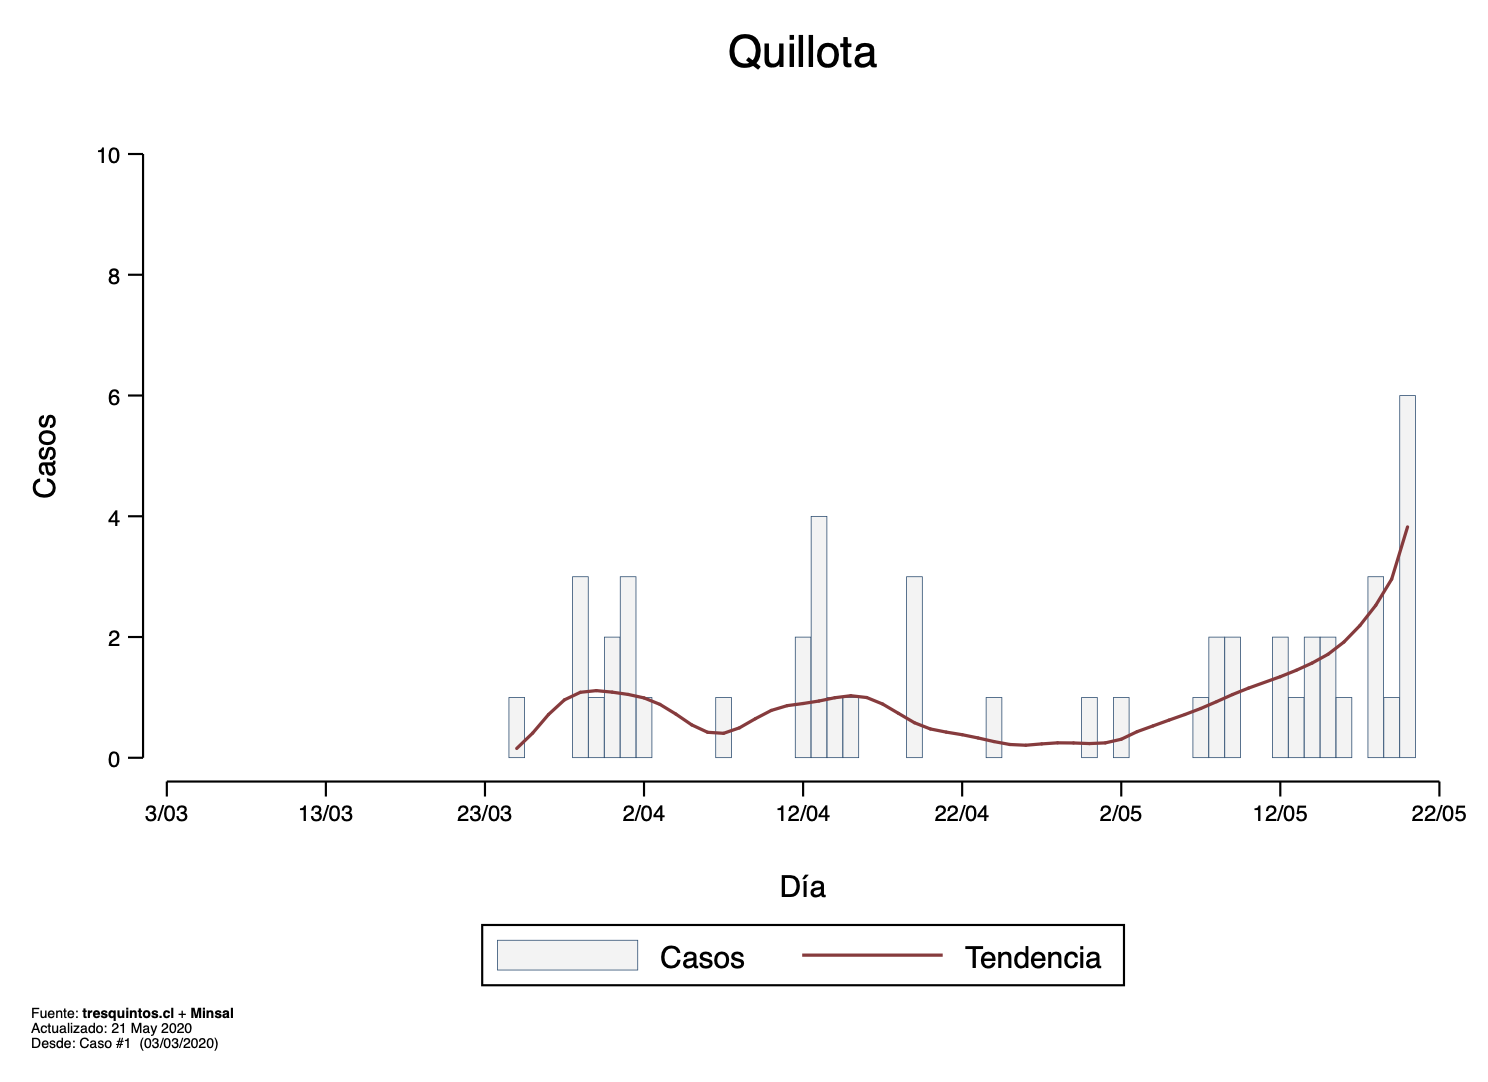 Quillota
10
8
6
4
2
0
Casos
3/03 13/03 23/03 2/04 12/04 22/04 2/05 12/05 22/05
Día
Casos Tendencia
Fuente: tresquintos.cl + Minsal
Actualizado: 21 May 2020
Desde: Caso #1 (03/03/2020)